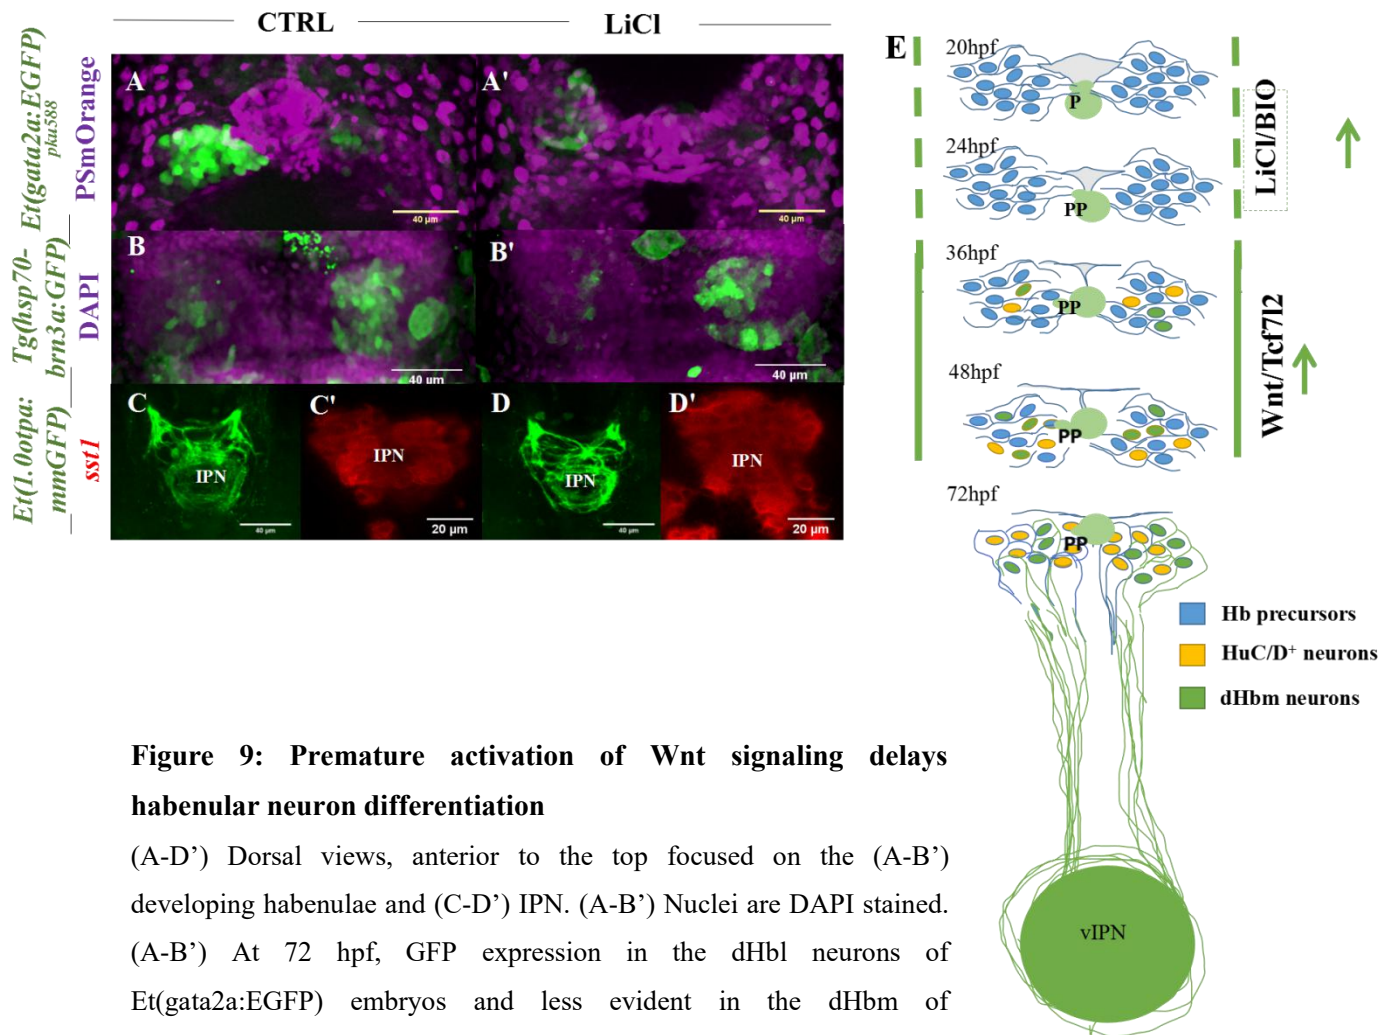 CTRL
LiCl
Et(gata2a:EGFP)
pku588
PSmOrange
Tg(hsp70-
brn3a:GFP)
DAPI
Et(1.0otpa:
mmGFP)
sst1
A
40 µm
A'
40 µm
B
40 µm
B'
40 µm
C
IPN
40 µm
C'
IPN
20 µm
D
IPN
40 µm
D'
IPN
20 µm
E
20hpf
P
24hpf
PP
36hpf
PP
48hpf
PP
72hpf
PP
LiCl/BIO
Wnt/Tcf7l2
Hb precursors
HuC/D⁺ neurons
dHbm neurons
vIPN
Figure 9: Premature activation of Wnt signaling delays
habenular neuron differentiation
(A-D’) Dorsal views, anterior to the top focused on the (A-B’)
developing habenulae and (C-D’) IPN. (A-B’) Nuclei are DAPI stained.
(A-B’) At 72 hpf, GFP expression in the dHbl neurons of
Et(gata2a:EGFP) embryos and less evident in the dHbm of